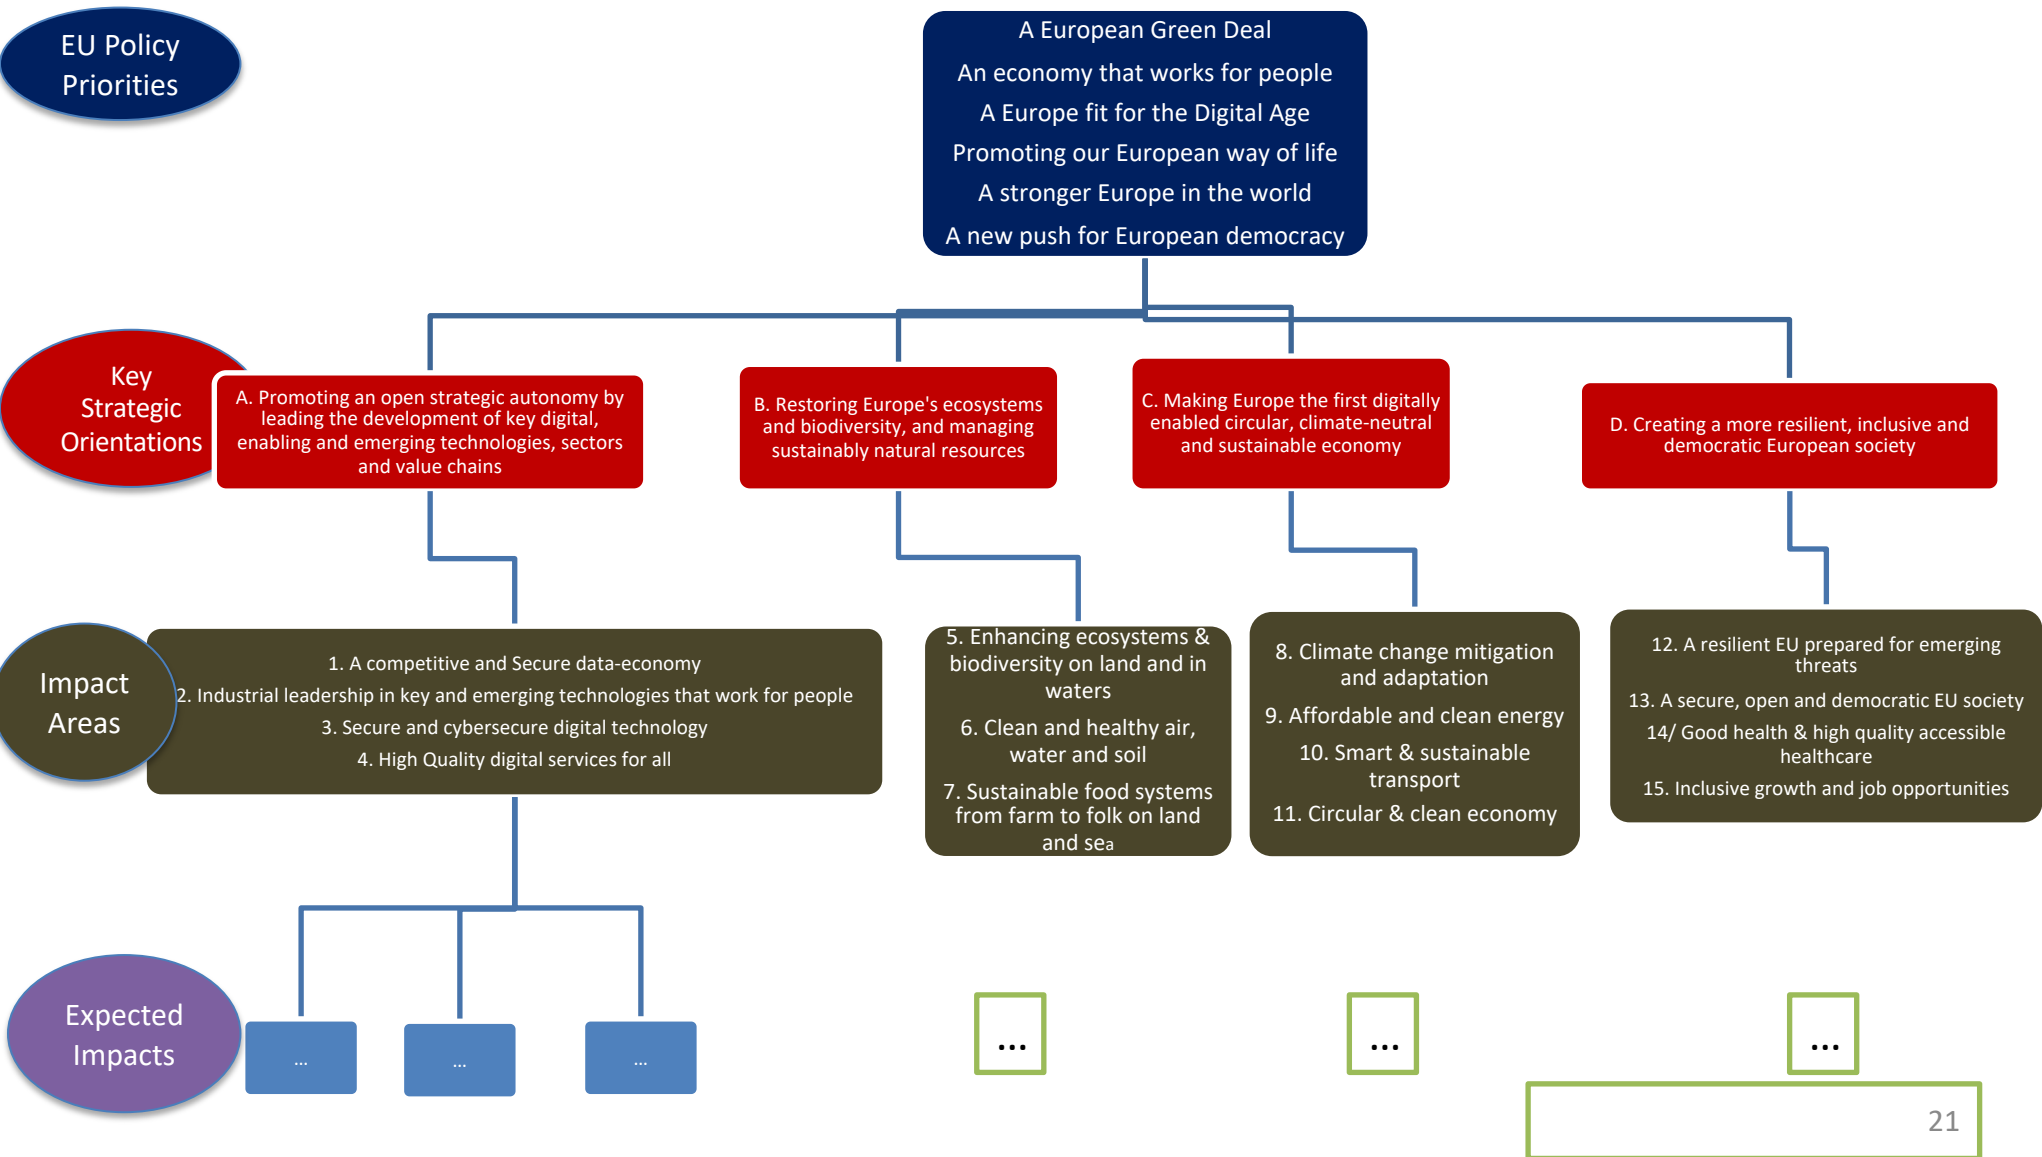 EU Policy
Priorities
A European Green Deal
An economy that works for people
A Europe fit for the Digital Age
Promoting our European way of life
A stronger Europe in the world
A new push for European democracy
Key
Strategic
Orientations
A. Promoting an open strategic autonomy by
leading the development of key digital,
enabling and emerging technologies, sectors
and value chains
B. Restoring Europe's ecosystems
and biodiversity, and managing
sustainably natural resources
C. Making Europe the first digitally
enabled circular, climate-neutral
and sustainable economy
D. Creating a more resilient, inclusive and
democratic European society
Impact
Areas
1. A competitive and Secure data-economy
2. Industrial leadership in key and emerging technologies that work for people
3. Secure and cybersecure digital technology
4. High Quality digital services for all
5. Enhancing ecosystems &
biodiversity on land and in
waters
6. Clean and healthy air,
water and soil
7. Sustainable food systems
from farm to folk on land
and sea
8. Climate change mitigation
and adaptation
9. Affordable and clean energy
10. Smart & sustainable
transport
11. Circular & clean economy
12. A resilient EU prepared for emerging
threats
13. A secure, open and democratic EU society
14/ Good health & high quality accessible
healthcare
15. Inclusive growth and job opportunities
Expected
Impacts
...
...
...
...
...
...
21